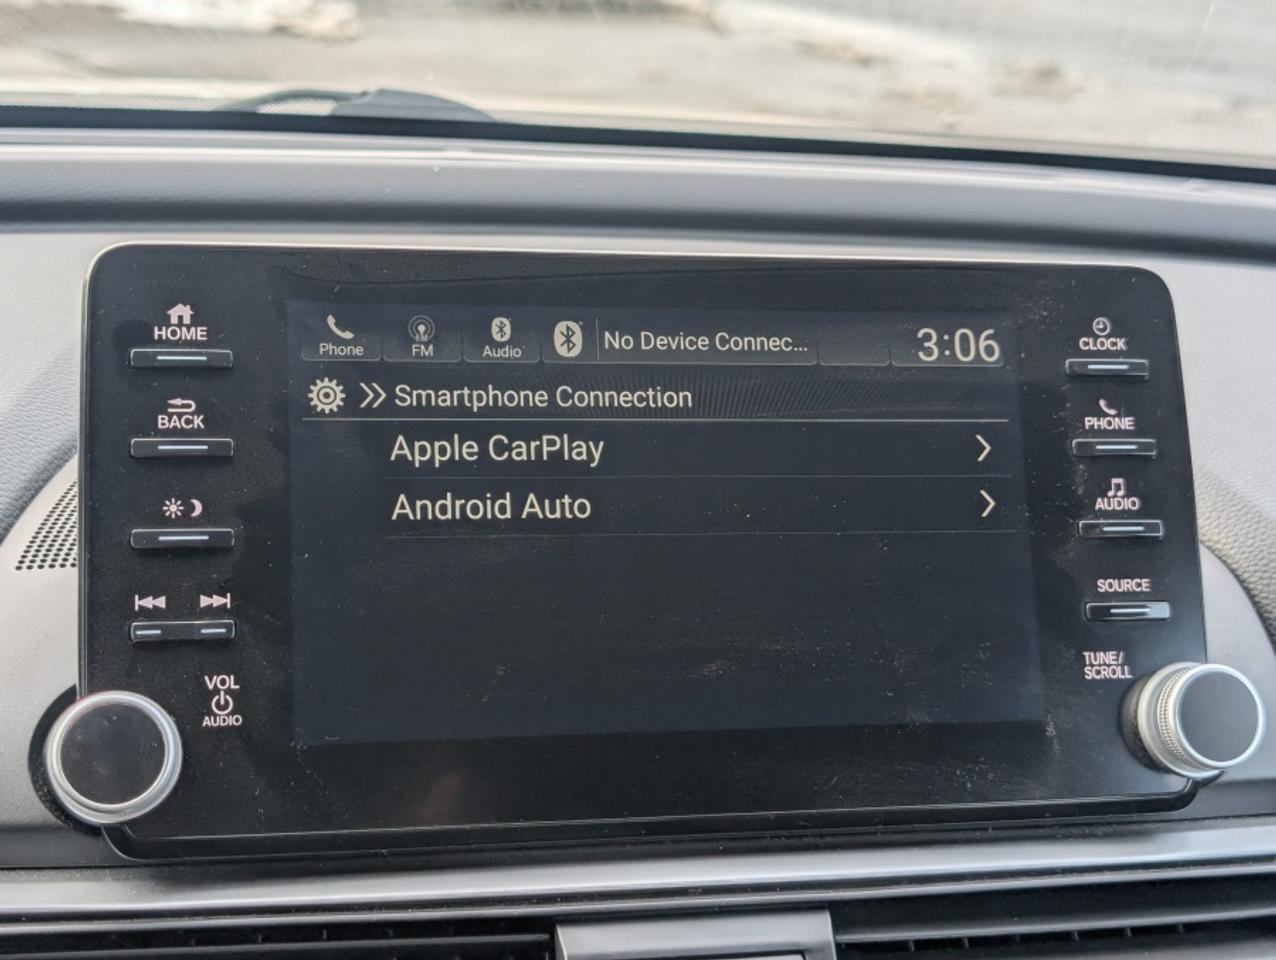 HOME
BACK
VOL
AUDIO
Phone
FM
Audio
No Device Connec...
3:06
Smartphone Connection
Apple CarPlay
Android Auto
CLOCK
PHONE
AUDIO
SOURCE
TUNE/
SCROLL